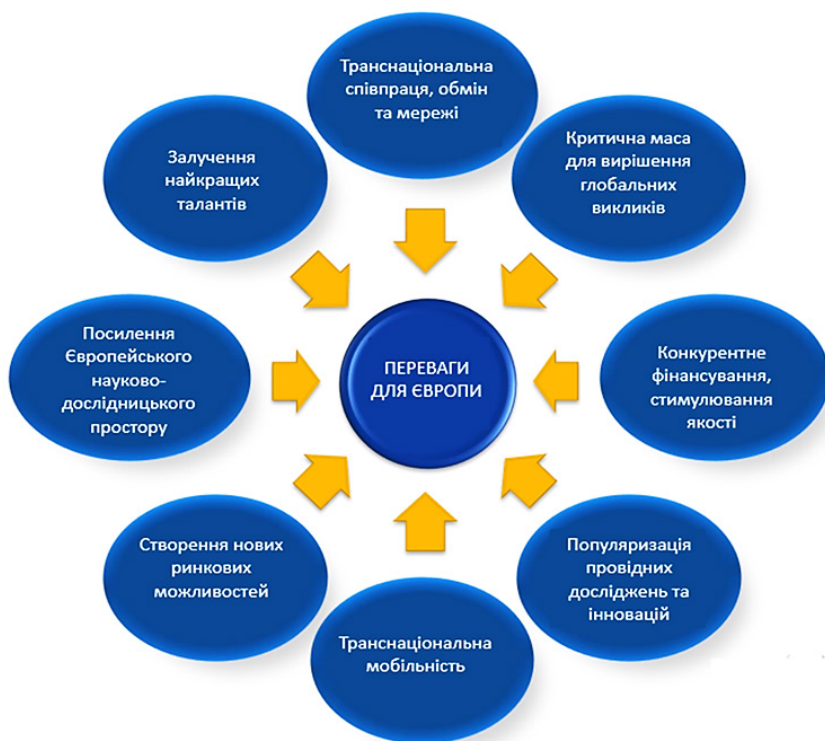 Транснаціональна
співпраця, обмін
та мережі
Критична маса
для вирішення
глобальних
викликів
Конкурентне
фінансування,
стимулювання
якості
Популяризація
провідних
досліджень та
інновацій
Транснаціональна
мобільність
Створення нових
ринкових
можливостей
Посилення
Європейського
науково-
дослідницького
простору
Залучення
найкращих
талантів
ПЕРЕВАГИ
ДЛЯ ЄВРОПИ